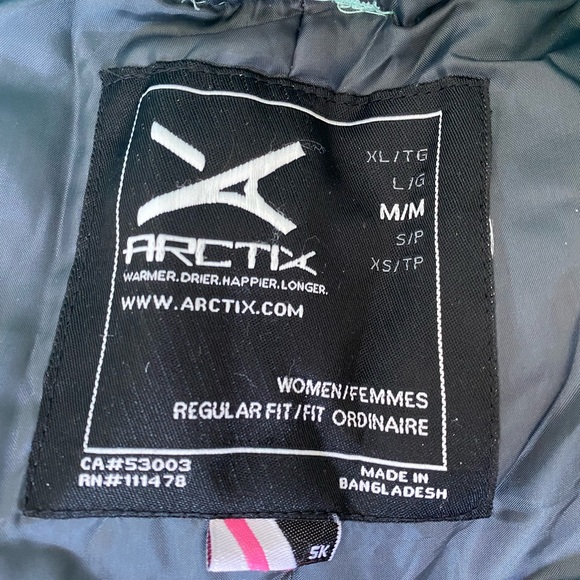 XL/TG
L/G
M/M
S/P
XS/TP
ARCTIX
WARMER.DRIER.HAPPIER.LONGER.
WWW.ARCTIX.COM
WOMEN/FEMMES
REGULAR FIT/FIT ORDINAIRE
CA#53003
RN#111478
MADE IN
BANGLADESH
SK